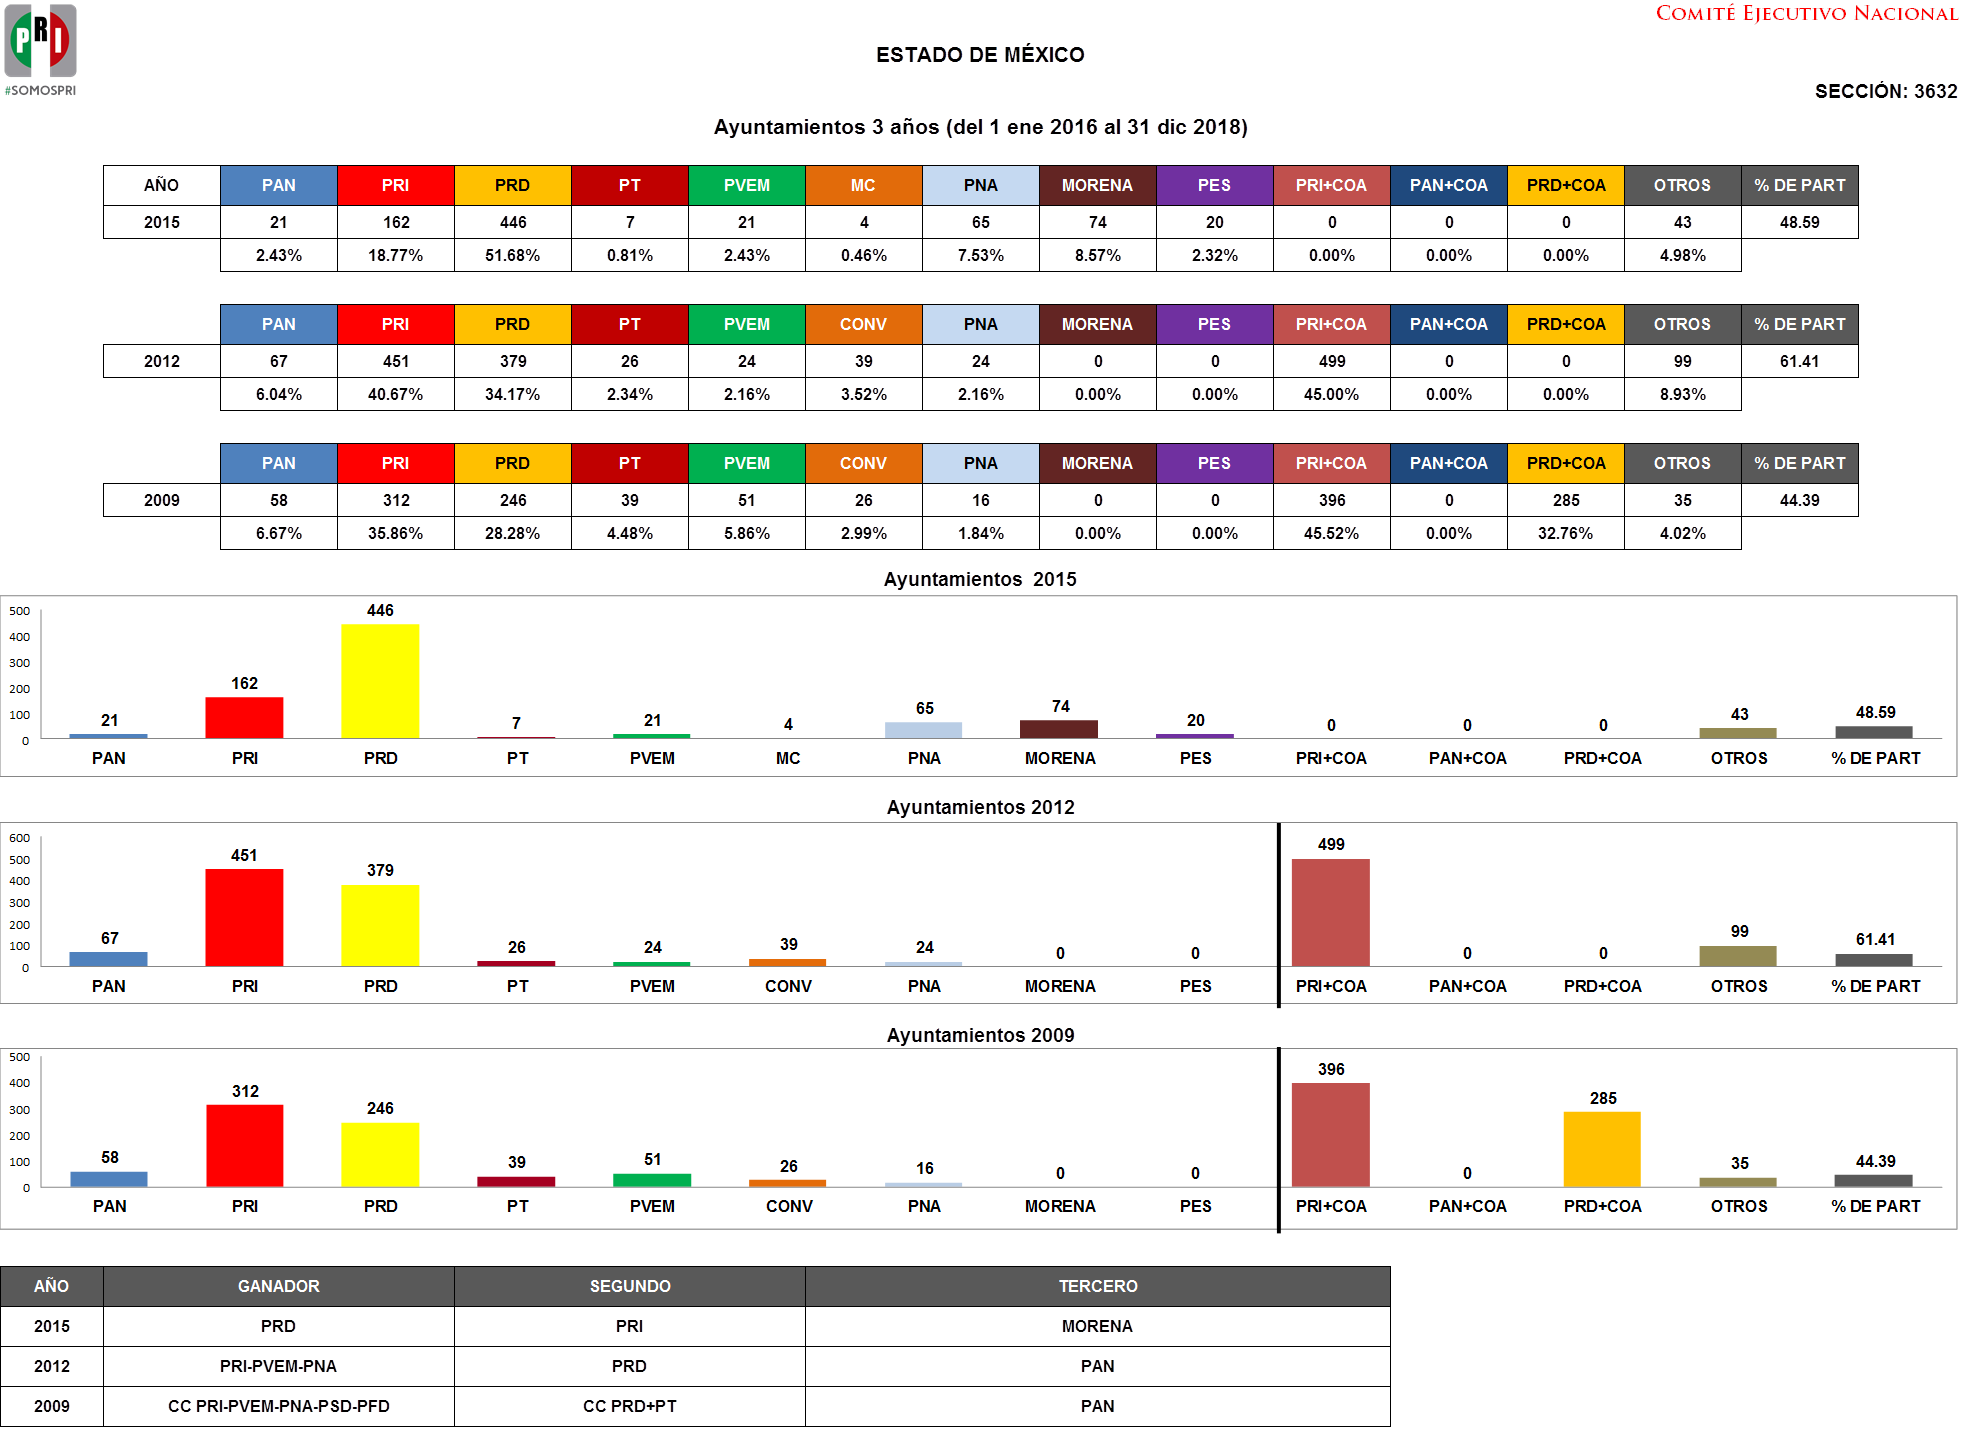 PRI
#SOMOSPRI
COMITÉ EJECUTIVO NACIONAL
ESTADO DE MÉXICO
SECCIÓN: 3632
Ayuntamientos 3 años (del 1 ene 2016 al 31 dic 2018)
AÑO PAN PRI PRD PT PVEM MC PNA MORENA PES PRI+COA PAN+COA PRD+COA OTROS % DE PART
2015 21 162 446 7 21 4 65 74 20 0 0 0 43 48.59
2.43% 18.77% 51.68% 0.81% 2.43% 0.46% 7.53% 8.57% 2.32% 0.00% 0.00% 0.00% 4.98%
PAN PRI PRD PT PVEM CONV PNA MORENA PES PRI+COA PAN+COA PRD+COA OTROS % DE PART
2012 67 451 379 26 24 39 24 0 0 499 0 0 99 61.41
6.04% 40.67% 34.17% 2.34% 2.16% 3.52% 2.16% 0.00% 0.00% 45.00% 0.00% 0.00% 8.93%
PAN PRI PRD PT PVEM CONV PNA MORENA PES PRI+COA PAN+COA PRD+COA OTROS % DE PART
2009 58 312 246 39 51 26 16 0 0 396 0 285 35 44.39
6.67% 35.86% 28.28% 4.48% 5.86% 2.99% 1.84% 0.00% 0.00% 45.52% 0.00% 32.76% 4.02%
Ayuntamientos 2015
500
400
300
200
100
0
21 162 446 7 21 4 65 74 20 0 0 0 43 48.59
PAN PRI PRD PT PVEM MC PNA MORENA PES PRI+COA PAN+COA PRD+COA OTROS % DE PART
Ayuntamientos 2012
600
500
400
300
200
100
0
67 451 379 26 24 39 24 0 0 499 0 0 99 61.41
PAN PRI PRD PT PVEM CONV PNA MORENA PES PRI+COA PAN+COA PRD+COA OTROS % DE PART
Ayuntamientos 2009
500
400
300
200
100
0
58 312 246 39 51 26 16 0 0 396 0 285 35 44.39
PAN PRI PRD PT PVEM CONV PNA MORENA PES PRI+COA PAN+COA PRD+COA OTROS % DE PART
AÑO GANADOR SEGUNDO TERCERO
2015 PRD PRI MORENA
2012 PRI-PVEM-PNA PRD PAN
2009 CC PRI-PVEM-PNA-PSD-PFD CC PRD+PT PAN